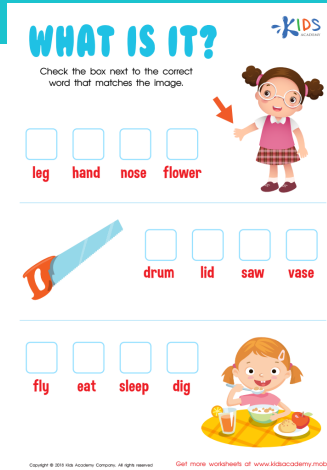 KIDS
ACADEMY
WHAT IS IT?
Check the box next to the correct
word that matches the image.
leg hand nose flower
drum lid saw vase
fly eat sleep dig
Copyright © 2015 Kids Academy Company. All rights reserved
Get more worksheets at www.kidsacademy.mobi